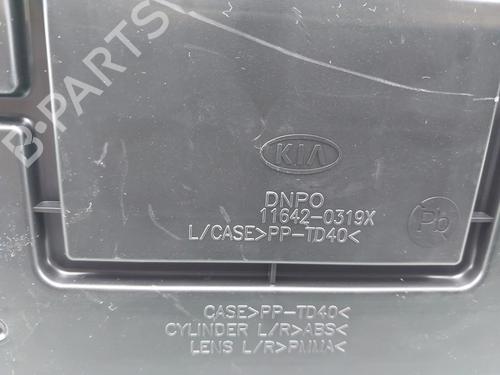 B-PARTS
KIA
DNPO
11642-0319X
L/CASE>PP-TD40<
Pb
CASE>PP-TD40<
CYLINDER L/R>ABS<
LENS L/R>PMMA<